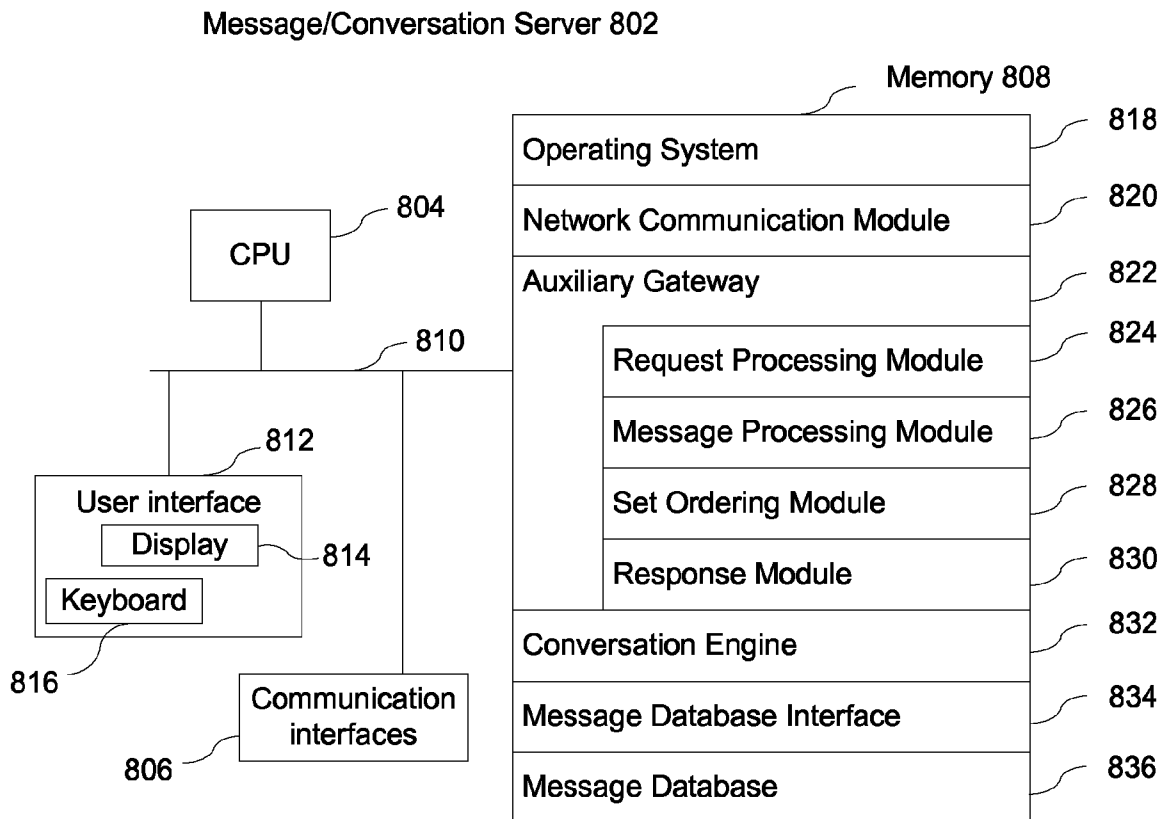 Message/Conversation Server 802
Memory 808
Operating System
818
Network Communication Module
820
Auxiliary Gateway
822
Request Processing Module
824
Message Processing Module
826
Set Ordering Module
828
Response Module
830
Conversation Engine
832
Message Database Interface
834
Message Database
836
CPU
804
810
812
User interface
Display
814
Keyboard
816
Communication
interfaces
806